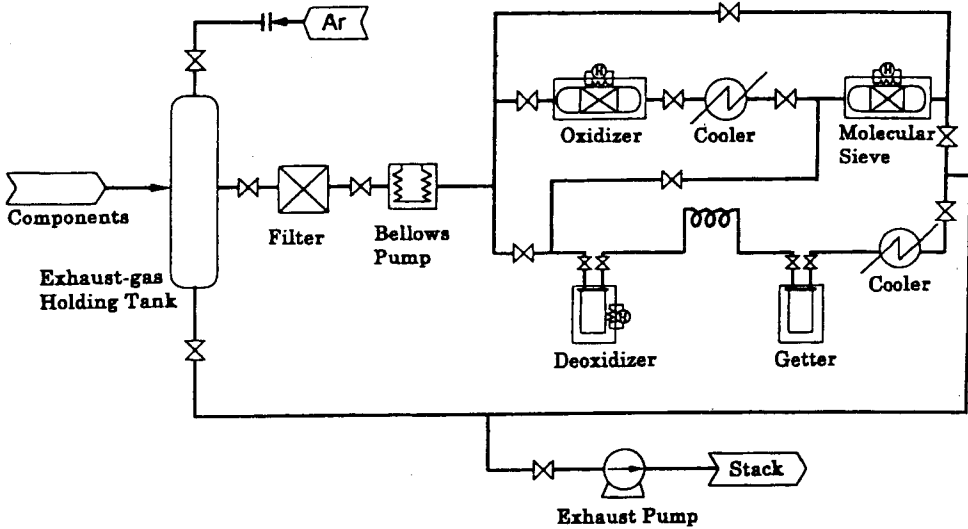 Ar
Components
Exhaust-gas
Holding Tank
Filter
Bellows
Pump
H
Oxidizer
Cooler
H
Molecular
Sieve
H
Deoxidizer
Getter
Cooler
Exhaust Pump
Stack